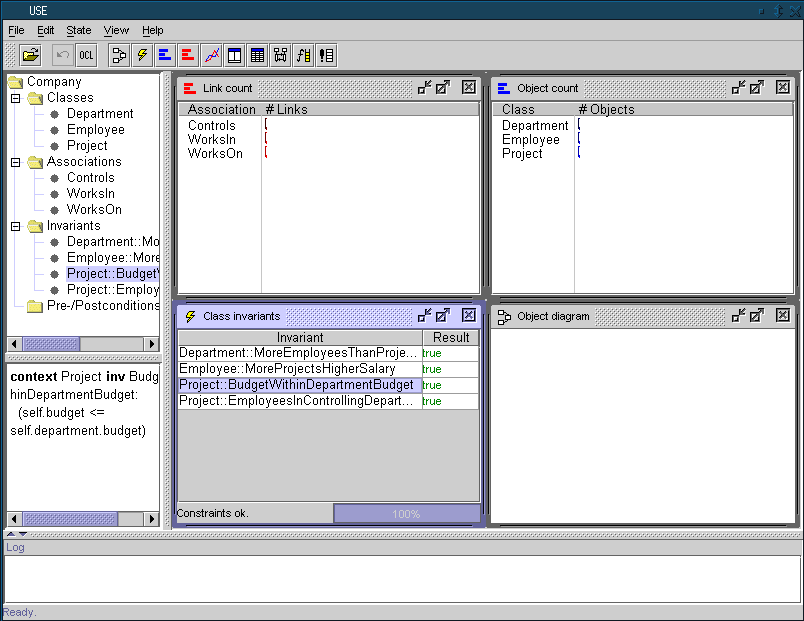 USE
File Edit State View Help
OCL
Company
Classes
Department
Employee
Project
Associations
Controls
WorksIn
WorksOn
Invariants
Department::Mo
Employee::More
Project::Budget
Project::Employ
Pre-/Postconditions
context Project inv Budg
hinDepartmentBudget:
(self.budget <=
self.department.budget)
Link count
Association # Links
Controls
WorksIn
WorksOn
Object count
Class # Objects
Department
Employee
Project
Class invariants
Invariant Result
Department::MoreEmployeesThanProje... true
Employee::MoreProjectsHigherSalary true
Project::BudgetWithinDepartmentBudget true
Project::EmployeesInControllingDepart... true
Constraints ok. 100%
Object diagram
Log
Ready.